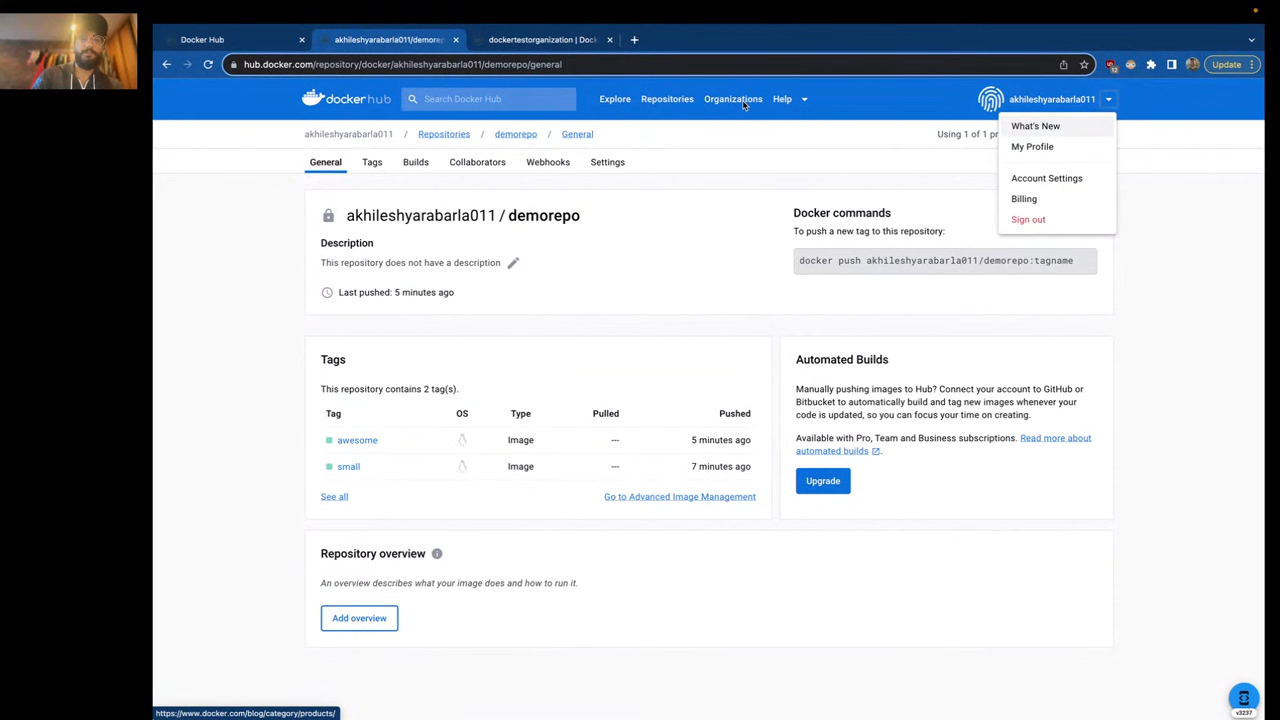 Docker Hub
akhileshyarabarla011/demorepo
dockertestorganization | Dock
hub.docker.com/repository/docker/akhileshyarabarla011/demorepo/general
12
Update
dockerhub
Search Docker Hub
Explore
Repositories
Organizations
Help
akhileshyarabarla011
akhileshyarabarla011 / Repositories / demorepo / General
Using 1 of 1 pr
What's New
My Profile
Account Settings
Billing
Sign out
General
Tags
Builds
Collaborators
Webhooks
Settings
akhileshyarabarla011 / demorepo
Description
This repository does not have a description
Last pushed: 5 minutes ago
Docker commands
To push a new tag to this repository:
docker push akhileshyarabarla011/demorepo:tagname
Tags
This repository contains 2 tag(s).
Tag OS Type Pulled Pushed
awesome Image --- 5 minutes ago
small Image --- 7 minutes ago
See all
Go to Advanced Image Management
Automated Builds
Manually pushing images to Hub? Connect your account to GitHub or
Bitbucket to automatically build and tag new images whenever your
code is updated, so you can focus your time on creating.
Available with Pro, Team and Business subscriptions. Read more about
automated builds .
Upgrade
Repository overview
An overview describes what your image does and how to run it.
Add overview
https://www.docker.com/blog/category/products/
v3237